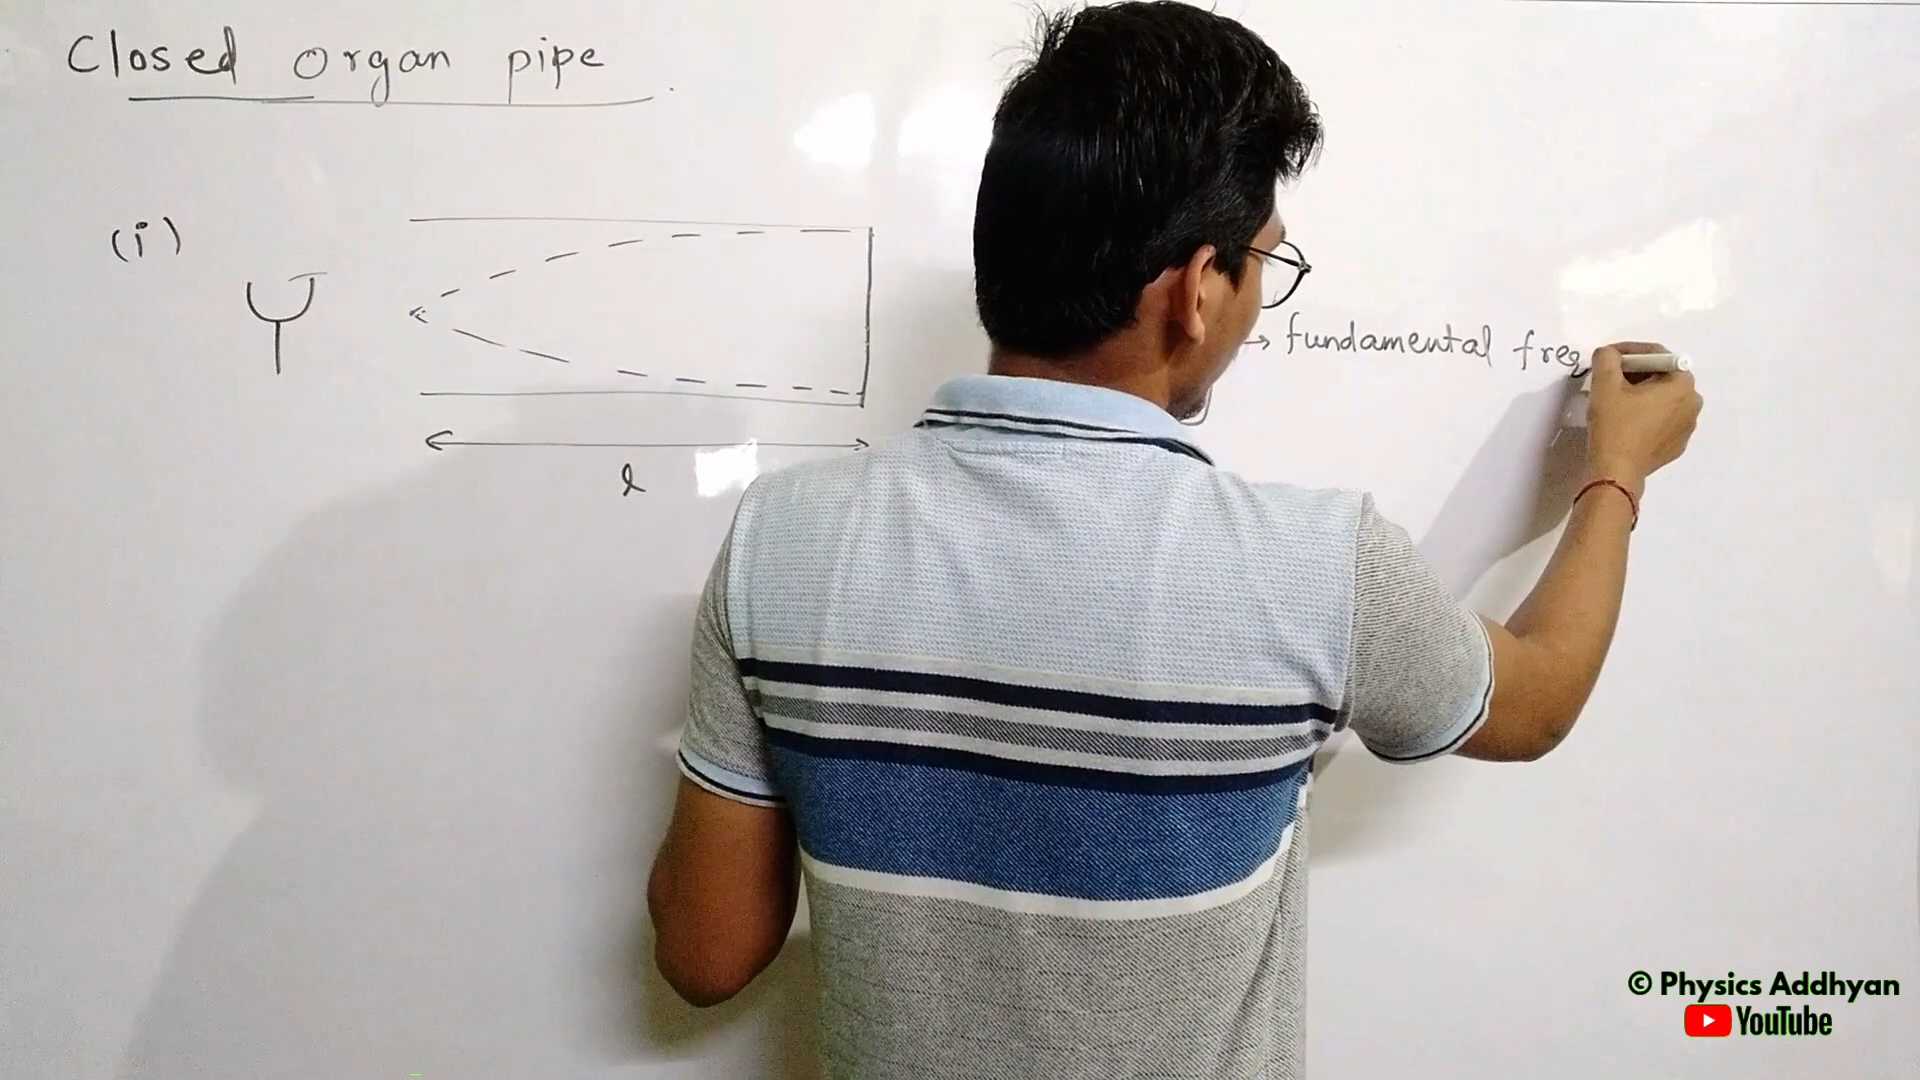 Closed organ pipe
(i)
→ fundamental freq
l
© Physics Addhyan
YouTube